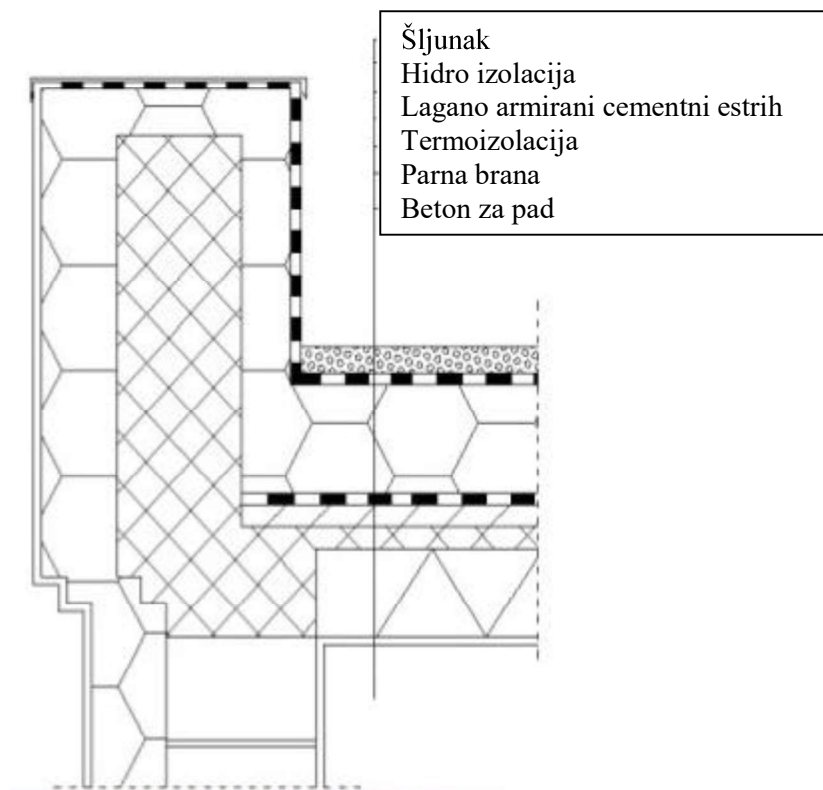 Šljunak
Hidro izolacija
Lagano armirani cementni estrih
Termoizolacija
Parna brana
Beton za pad